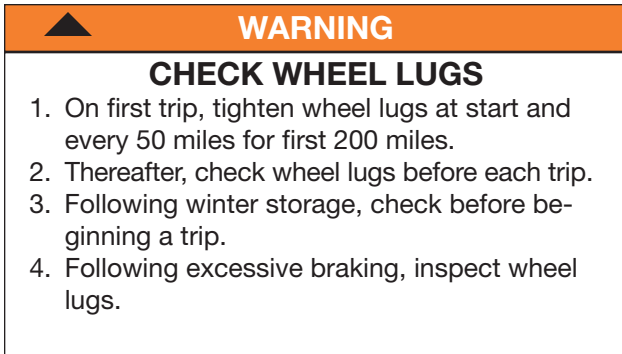 WARNING
CHECK WHEEL LUGS
1. On first trip, tighten wheel lugs at start and
every 50 miles for first 200 miles.
2. Thereafter, check wheel lugs before each trip.
3. Following winter storage, check before be-
ginning a trip.
4. Following excessive braking, inspect wheel
lugs.